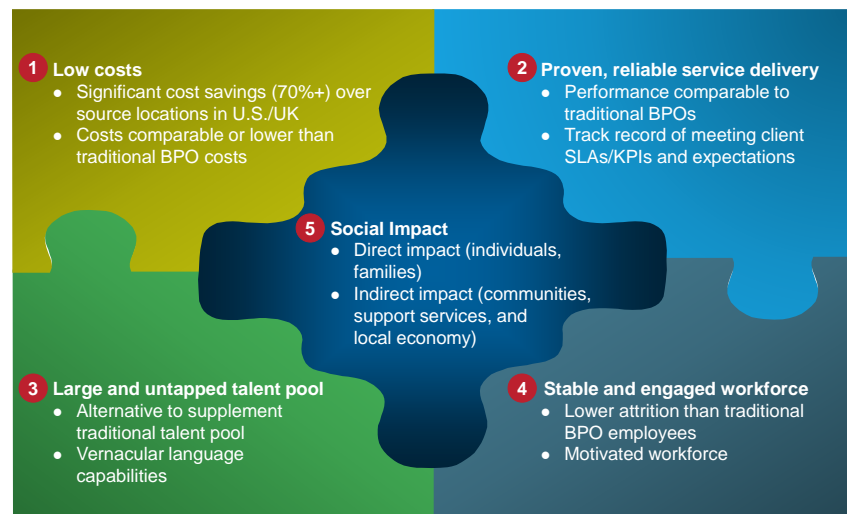 1 Low costs
● Significant cost savings (70%+) over
source locations in U.S./UK
● Costs comparable or lower than
traditional BPO costs
2 Proven, reliable service delivery
● Performance comparable to
traditional BPOs
● Track record of meeting client
SLAs/KPIs and expectations
5 Social Impact
● Direct impact (individuals,
families)
● Indirect impact (communities,
support services, and
local economy)
3 Large and untapped talent pool
● Alternative to supplement
traditional talent pool
● Vernacular language
capabilities
4 Stable and engaged workforce
● Lower attrition than traditional
BPO employees
● Motivated workforce